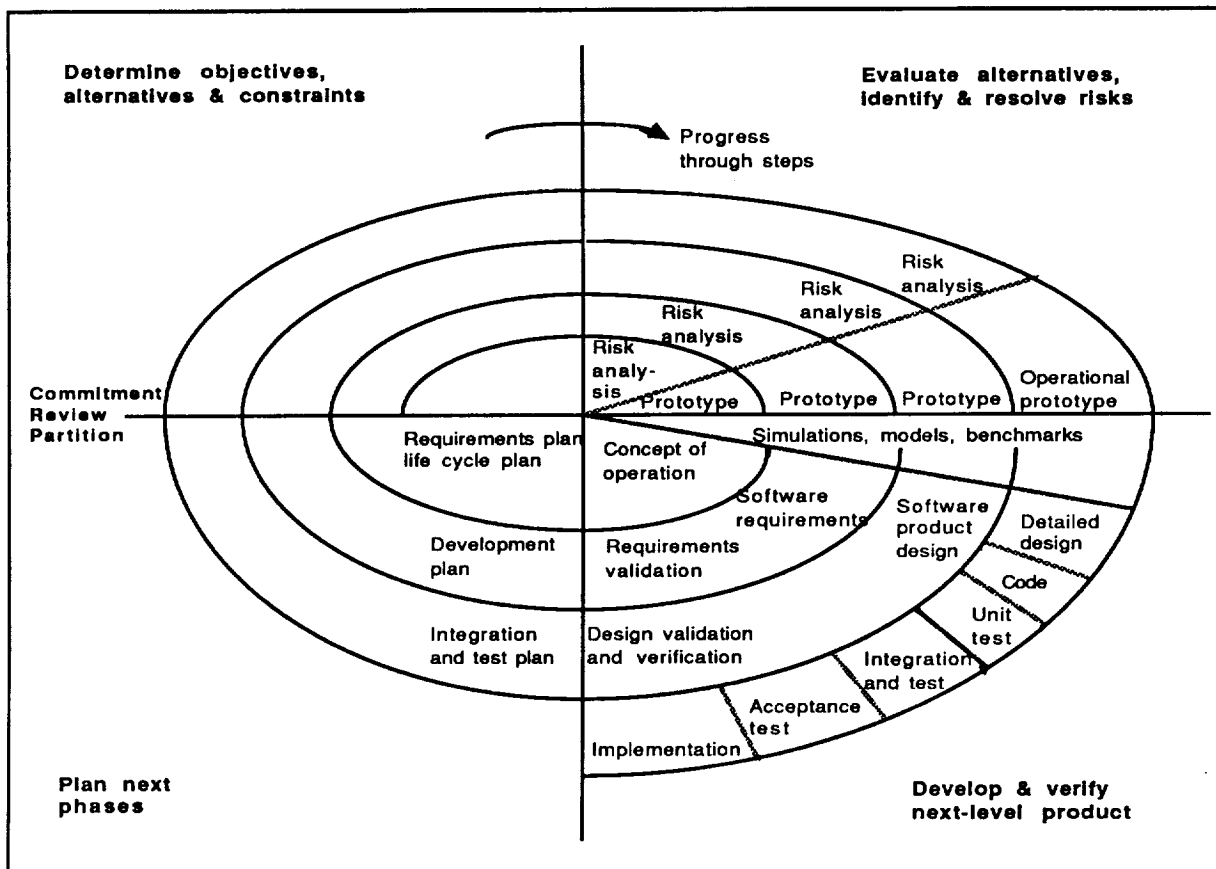 Determine objectives,
alternatives & constraints
Evaluate alternatives,
identify & resolve risks
Progress
through steps
Risk
analysis
Risk
analysis
Risk
analysis
Risk
analy-
sis
Commitment
Review
Partition
Prototype
Prototype
Prototype
Operational
prototype
Requirements plan
life cycle plan
Concept of
operation
Simulations, models, benchmarks
Software
requirements
Software
product
design
Detailed
design
Development
plan
Requirements
validation
Code
Unit
test
Integration
and test plan
Design validation
and verification
Integration
and test
Acceptance
test
Implementation
Plan next
phases
Develop & verify
next-level product